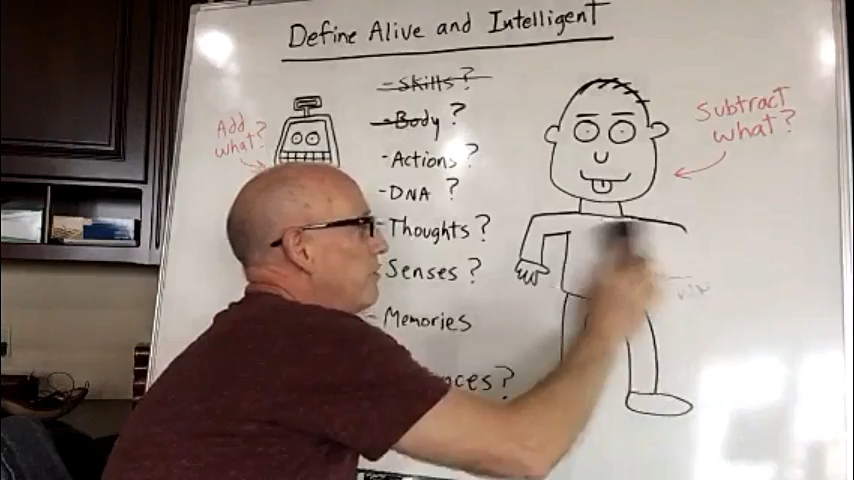 Define Alive and Intelligent
Add
what?
- Skills?
- Body?
- Actions?
- DNA?
- Thoughts?
Senses?
- Memories
Subtract
what?